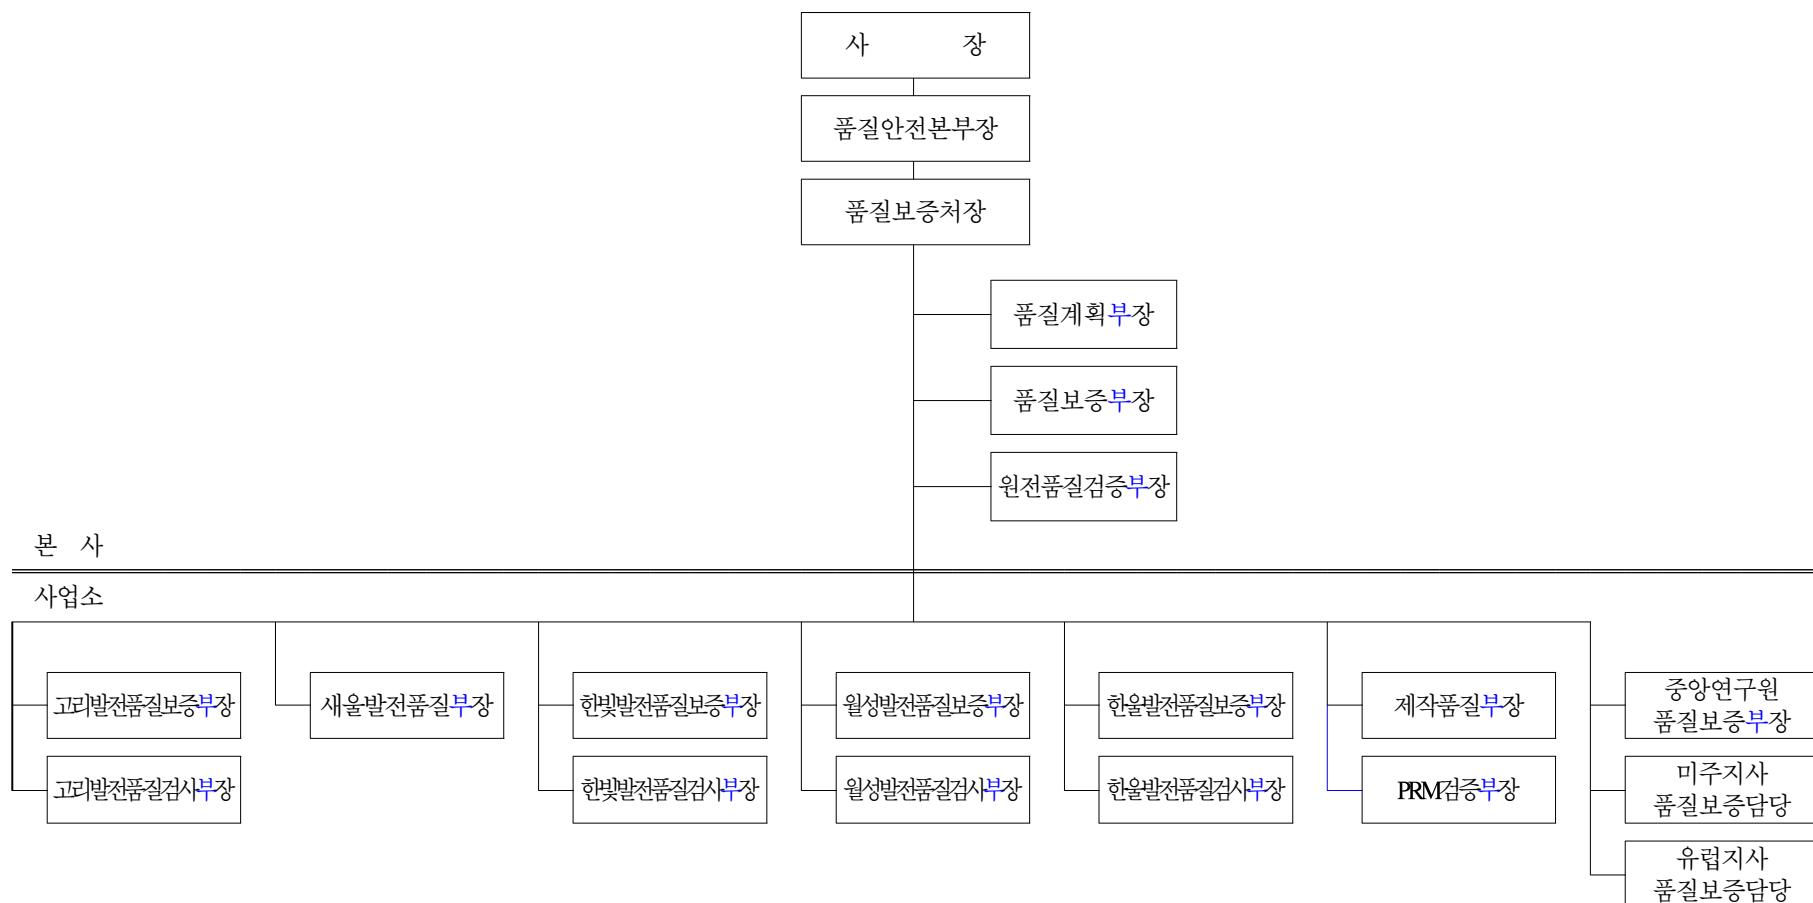 사 장
품질안전본부장
품질보증처장
품질계획부장
품질보증부장
원전품질검증부장
본 사
사업소
고리발전품질보증부장
새울발전품질부장
한빛발전품질보증부장
월성발전품질보증부장
한울발전품질보증부장
제작품질부장
중앙연구원
품질보증부장
고리발전품질검사부장
한빛발전품질검사부장
월성발전품질검사부장
한울발전품질검사부장
PRM검증부장
미주지사
품질보증담당
유럽지사
품질보증담당